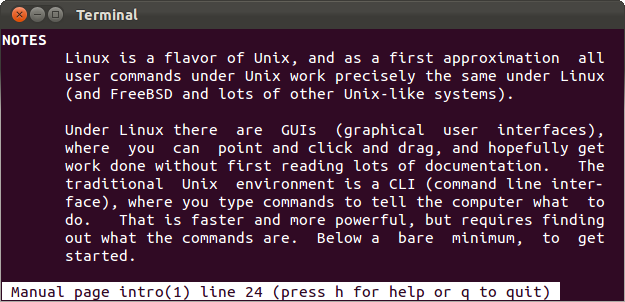 Terminal
NOTES
Linux is a flavor of Unix, and as a first approximation  all
user commands under Unix work precisely the same under Linux
(and FreeBSD and lots of other Unix-like systems).
Under Linux there  are  GUIs  (graphical  user  interfaces),
where  you  can  point and click and drag, and hopefully get
work done without first reading lots of documentation.   The
traditional  Unix  environment is a CLI (command line inter-
face), where you type commands to tell the computer what  to
do.   That is faster and more powerful, but requires finding
out what the commands are.  Below a  bare  minimum,  to  get
started.
Manual page intro(1) line 24 (press h for help or q to quit)